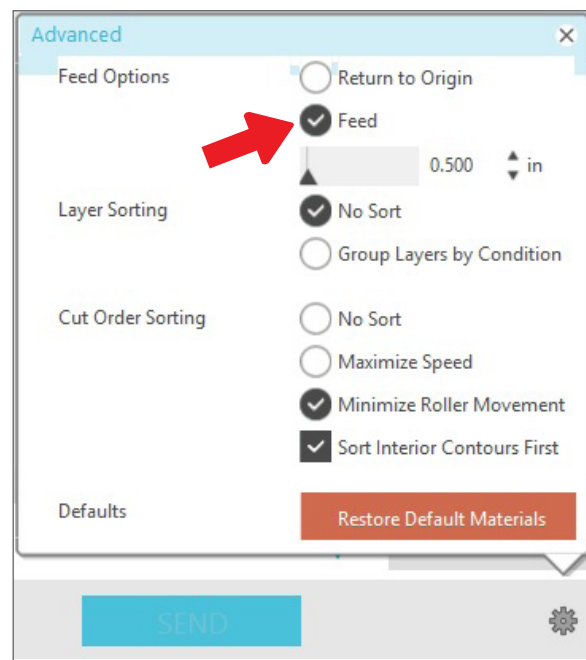 Advanced
Feed Options
Return to Origin
Feed
0.500 in
Layer Sorting
No Sort
Group Layers by Condition
Cut Order Sorting
No Sort
Maximize Speed
Minimize Roller Movement
Sort Interior Contours First
Defaults
Restore Default Materials
SEND